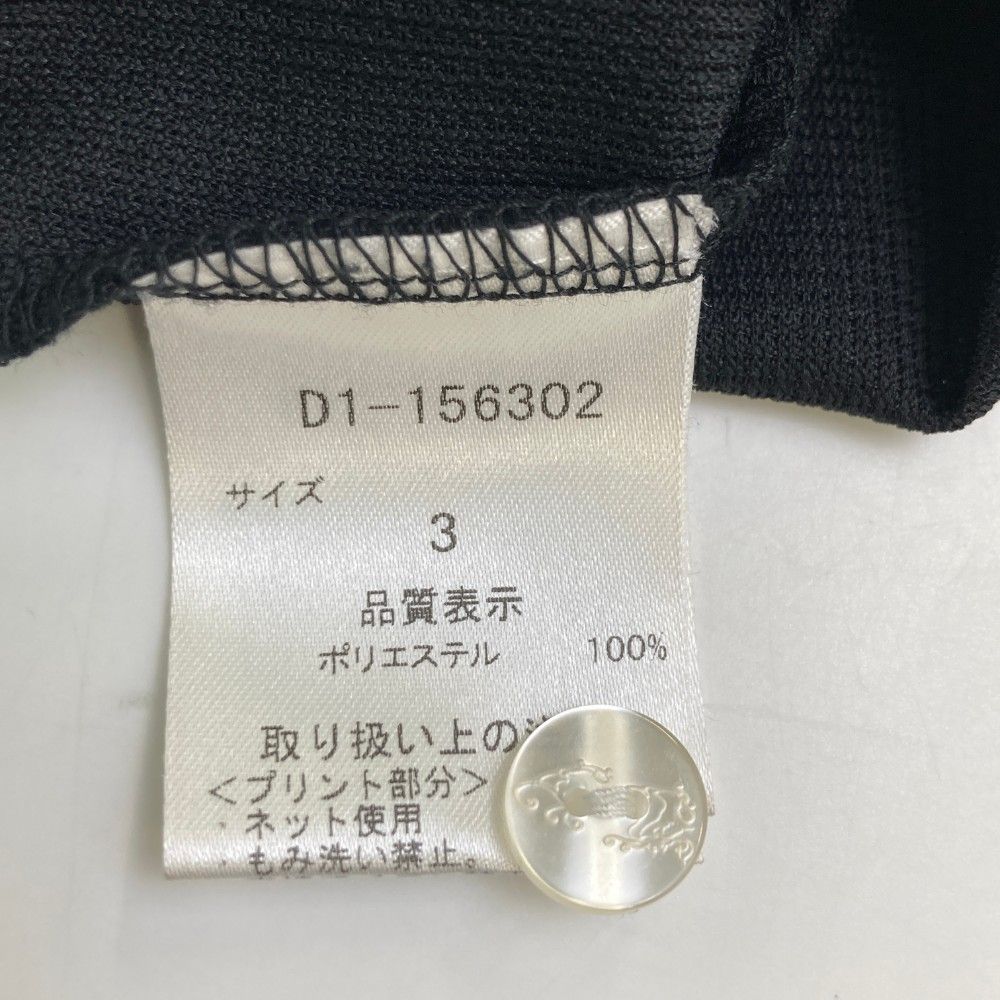 D1-156302
サイズ
3
品質表示
ポリエステル 100%
取り扱い上の
<プリント部分>
・ネット使用
・もみ洗い禁止。